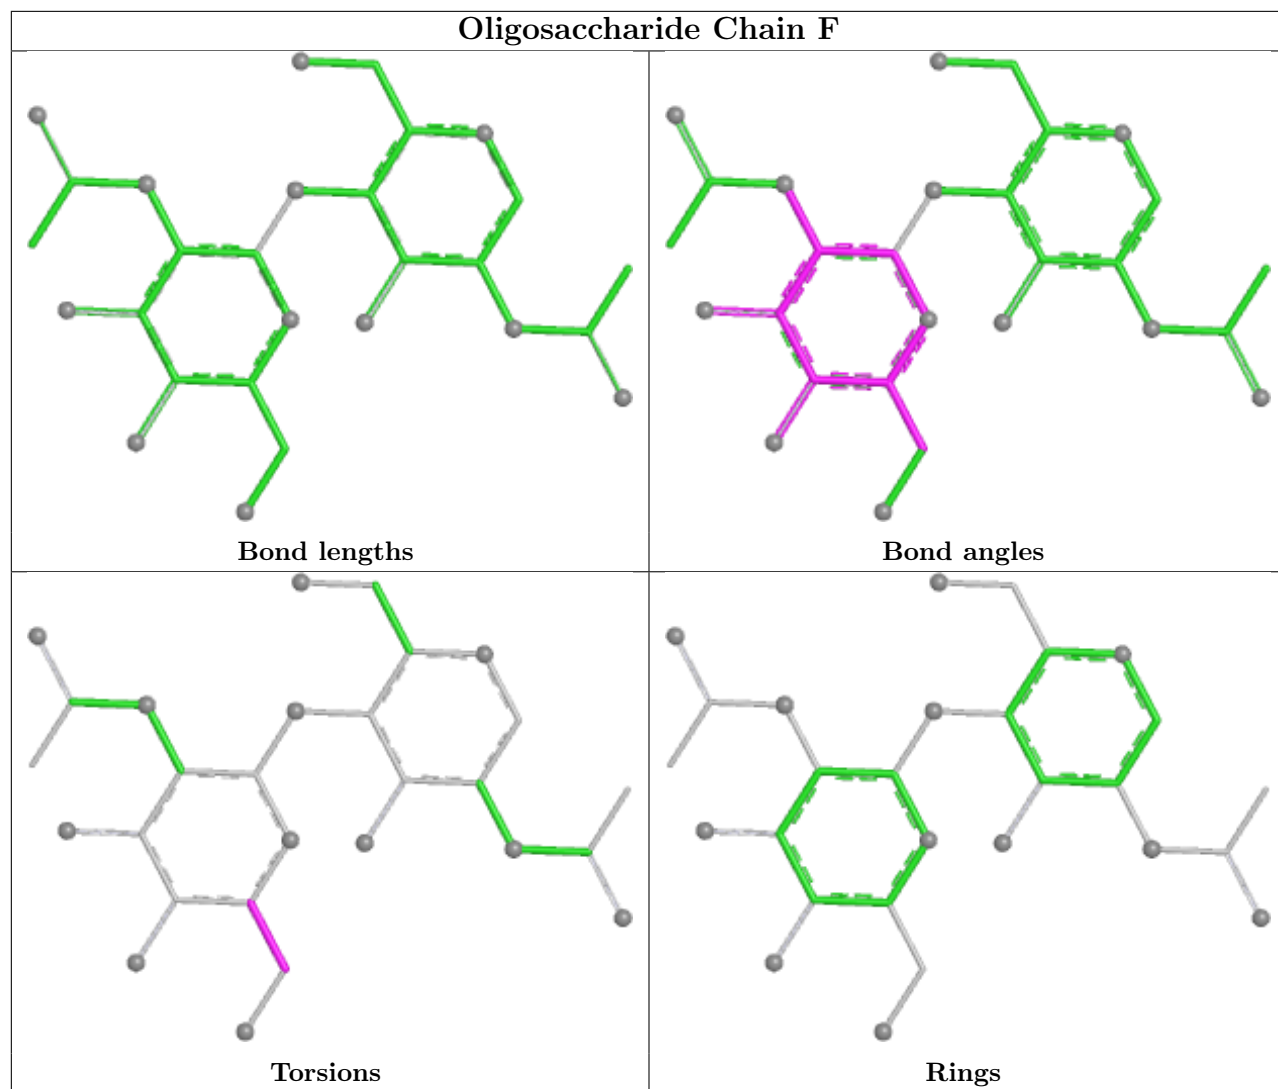 Oligosaccharide Chain F
Bond lengths
Bond angles
Torsions
Rings